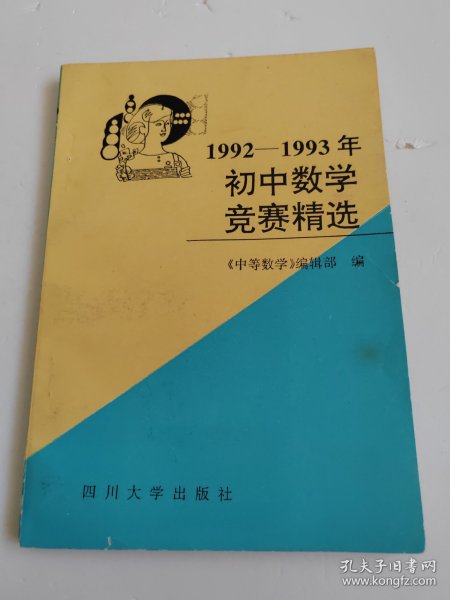 1992—1993年
初中数学
竞赛精选
《中等数学》编辑部 编
四川大学出版社
孔夫子旧书网
www.kongfz.com